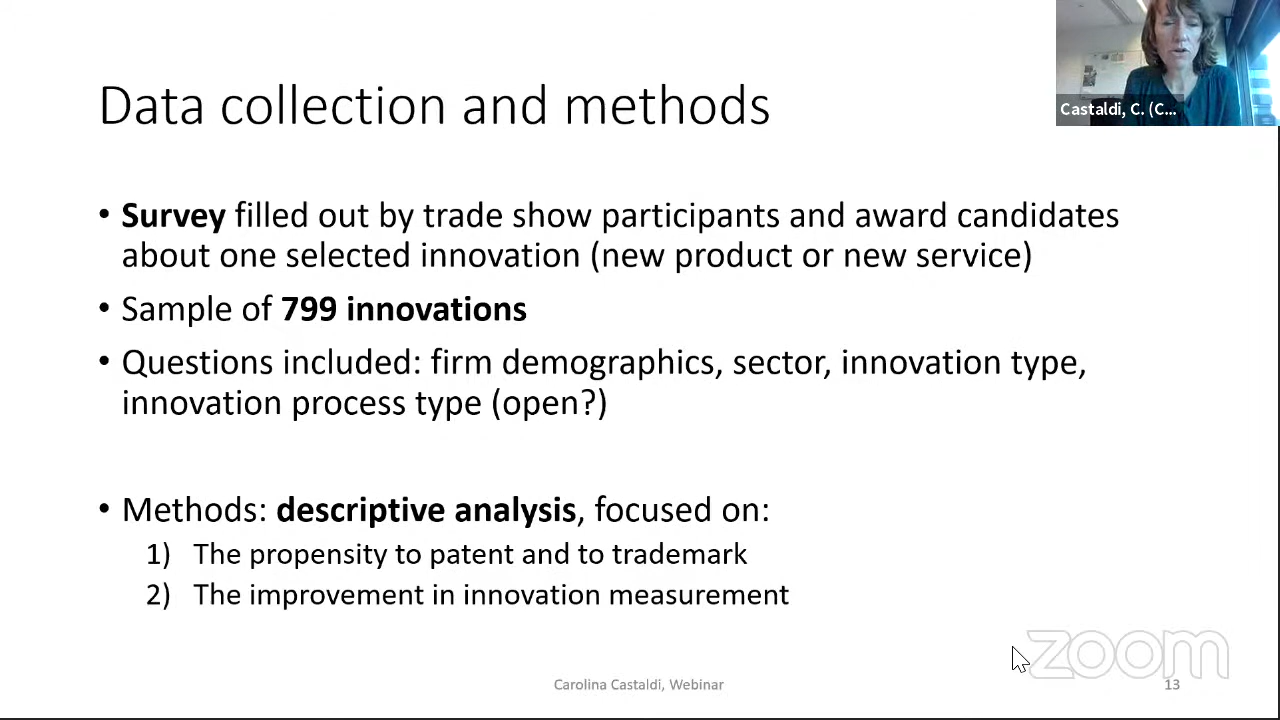 Castaldi, C. (C...
Data collection and methods
• Survey filled out by trade show participants and award candidates
about one selected innovation (new product or new service)
• Sample of 799 innovations
• Questions included: firm demographics, sector, innovation type,
innovation process type (open?)
• Methods: descriptive analysis, focused on:
1) The propensity to patent and to trademark
2) The improvement in innovation measurement
zoom
Carolina Castaldi, Webinar
13